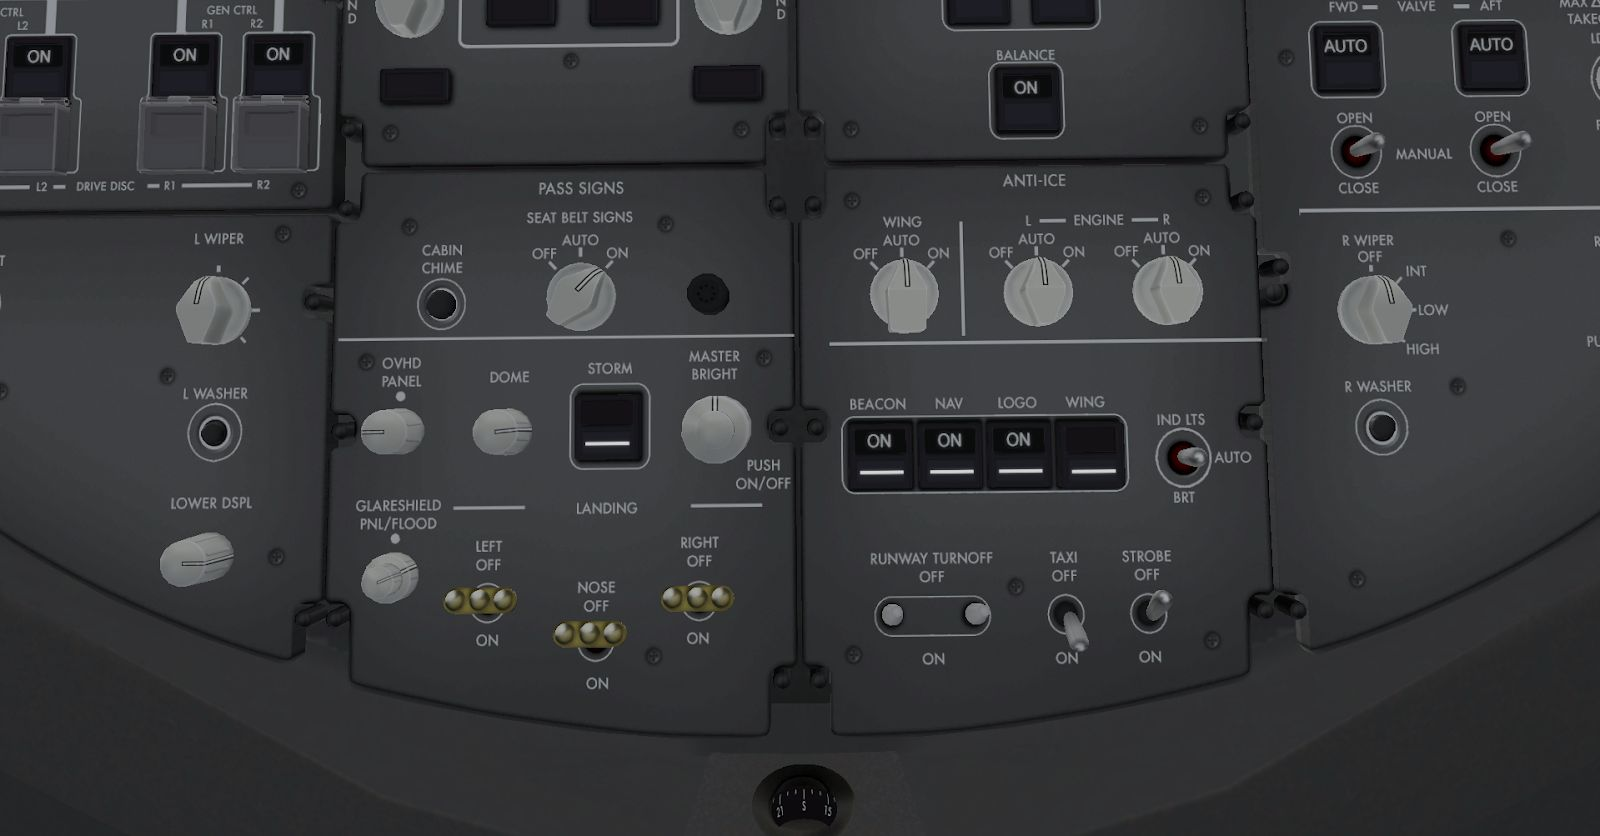 CTRL
L2
GEN CTRL
R1
R2
ON
ON
ON
L2
DRIVE DISC
R1
R2
N
D
N
D
BALANCE
ON
FWD
VALVE
AFT
AUTO
AUTO
OPEN
OPEN
MANUAL
CLOSE
CLOSE
L WIPER
L WASHER
LOWER DSPL
PASS SIGNS
SEAT BELT SIGNS
OFF
AUTO
ON
CABIN
CHIME
OVHD
PANEL
DOME
STORM
MASTER
BRIGHT
PUSH
ON/OFF
GLARESHIELD
PNL/FLOOD
LANDING
LEFT
OFF
ON
NOSE
OFF
ON
RIGHT
OFF
ON
ANTI-ICE
WING
OFF
AUTO
ON
L
ENGINE
R
OFF
AUTO
ON
OFF
AUTO
ON
BEACON
NAV
LOGO
WING
ON
ON
ON
IND LTS
AUTO
BRT
RUNWAY TURNOFF
OFF
ON
TAXI
OFF
ON
STROBE
OFF
ON
R WIPER
OFF
INT
LOW
HIGH
R WASHER
21
S
15